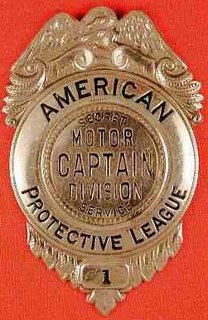 AMERICAN
SECRET
MOTOR
CAPTAIN
DIVISION
SERVICE
PROTECTIVE LEAGUE
1